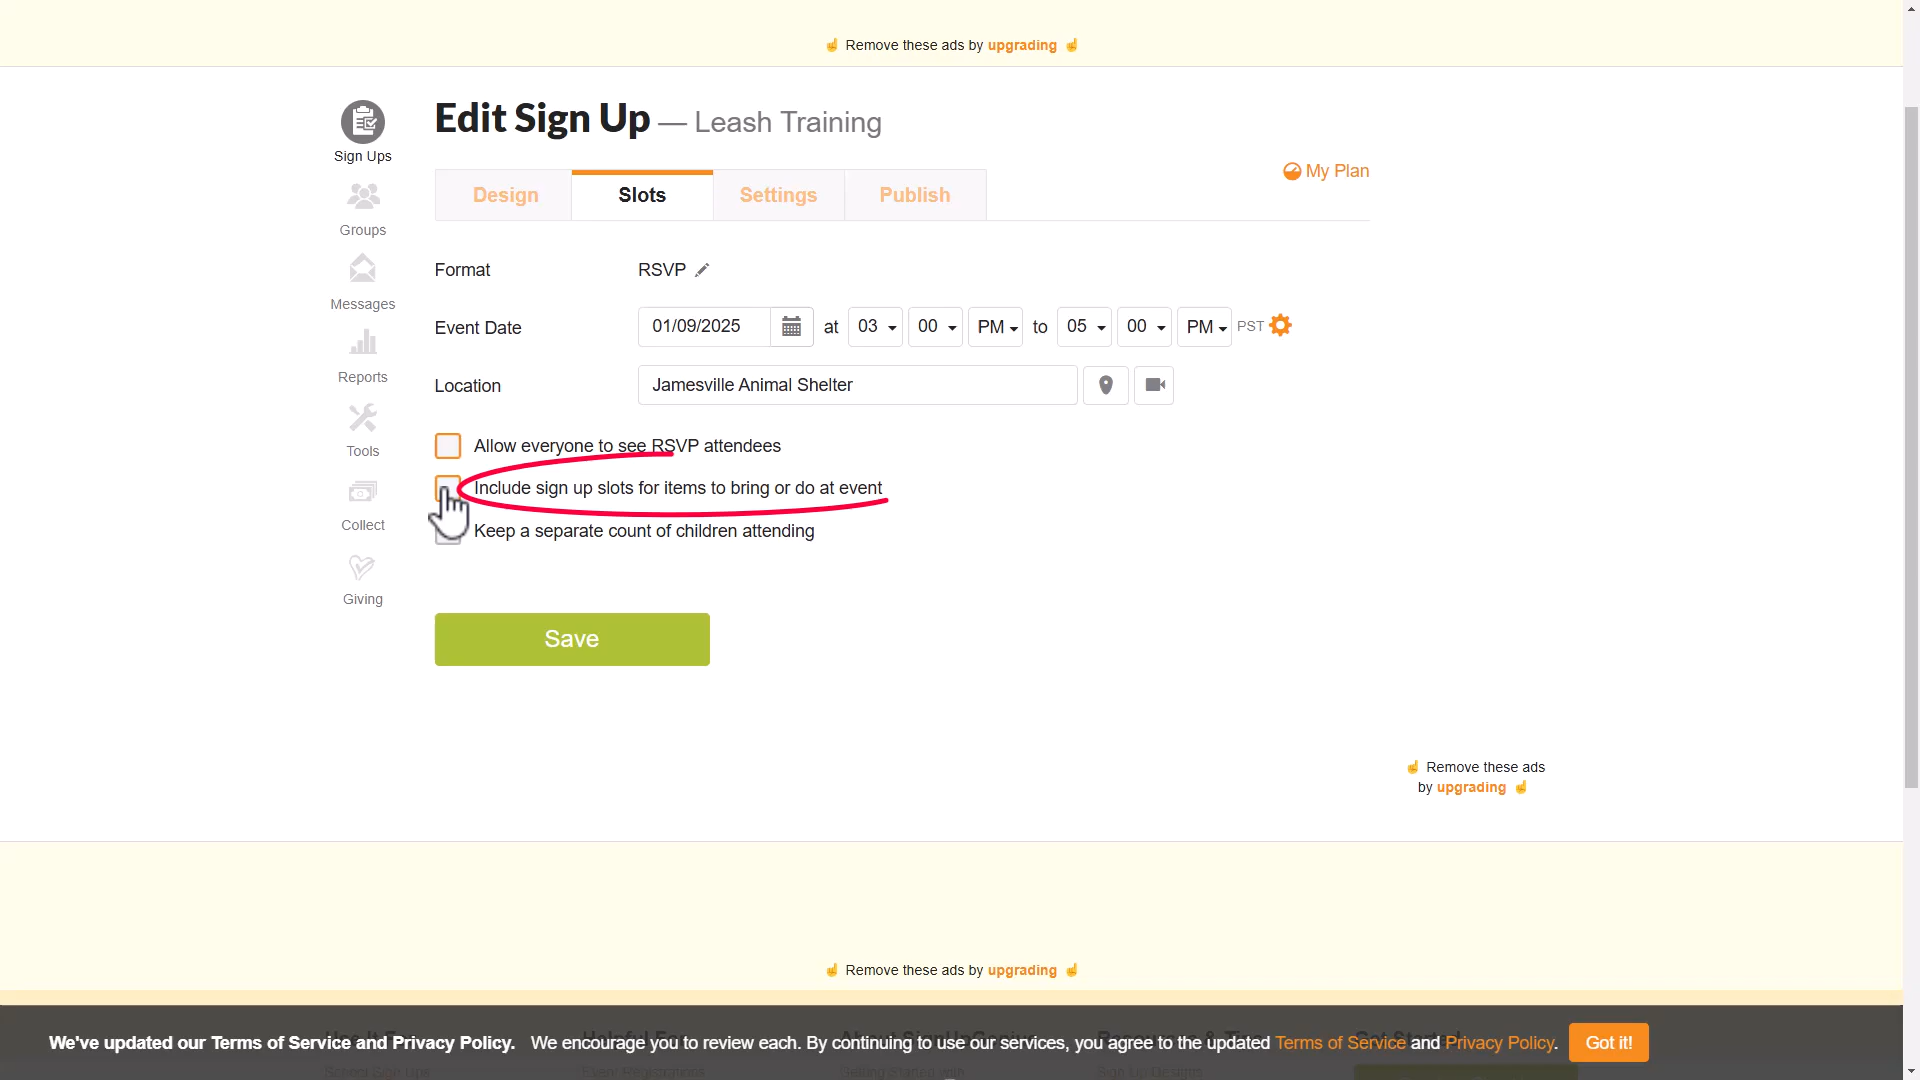 ☝ Remove these ads by upgrading ☝
Edit Sign Up — Leash Training
My Plan
Design Slots Settings Publish
Sign Ups
Groups
Messages
Reports
Tools
Collect
Giving
Format RSVP
Event Date 01/09/2025 at 03 00 PM to 05 00 PM PST
Location Jamesville Animal Shelter
Allow everyone to see RSVP attendees
Include sign up slots for items to bring or do at event
Keep a separate count of children attending
Save
☝ Remove these ads
by upgrading ☝
☝ Remove these ads by upgrading ☝
We've updated our Terms of Service and Privacy Policy. We encourage you to review each. By continuing to use our services, you agree to the updated Terms of Service and Privacy Policy. Got it!